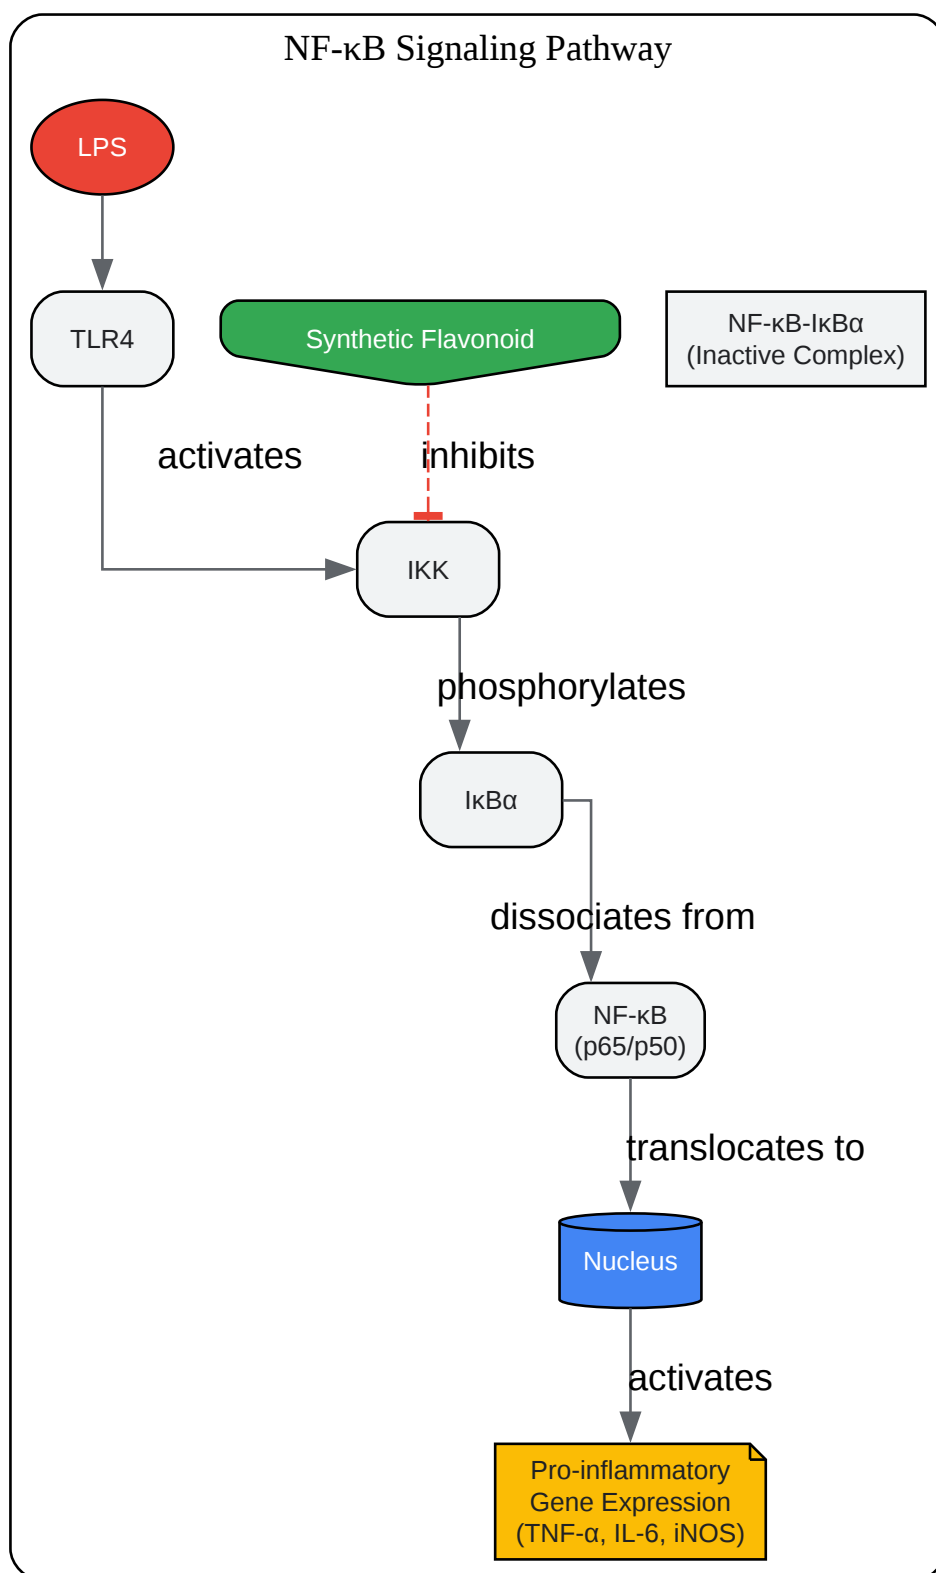 NF-κB Signaling Pathway
LPS
TLR4
Synthetic Flavonoid
NF-κB-IκBα
(Inactive Complex)
activates
inhibits
IKK
phosphorylates
IκBα
dissociates from
NF-κB
(p65/p50)
translocates to
Nucleus
activates
Pro-inflammatory
Gene Expression
(TNF-α, IL-6, iNOS)